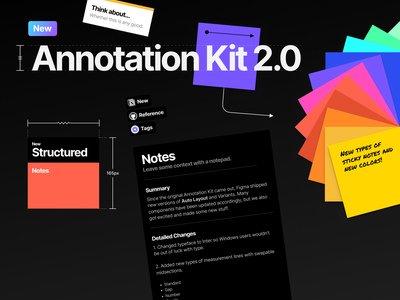 Think about...
Whether this is any good.
New
Annotation Kit 2.0
New
Reference
Tags
New
Structured
Notes
165px
Notes
Leave some context with a notepad.
Summary
Since the original Annotation Kit came out, Figma shipped
new versions of Auto Layout and Variants. Many
components have been updated accordingly, but we also
got excited and made some new stuff.
Detailed Changes
1. Changed typeface to Inter so Windows users wouldn't
be out of luck with type.
2. Added new types of measurement lines with swapable
midsections.
Standard
Gap
Number
NEW TYPES OF
STICKY NOTES AND
NEW COLORS!